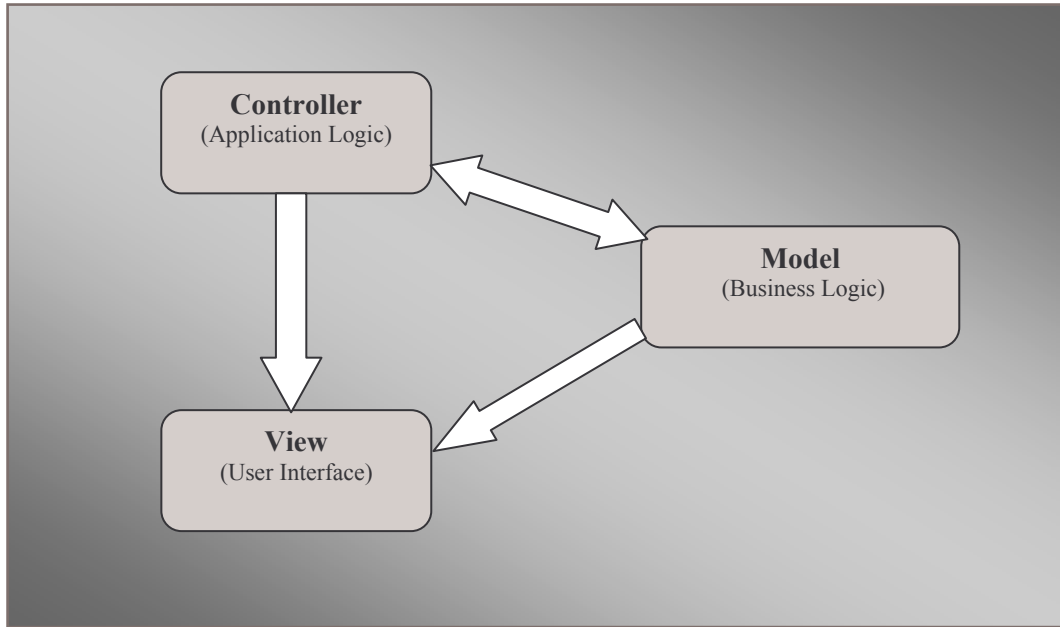 Controller
(Application Logic)
Model
(Business Logic)
View
(User Interface)